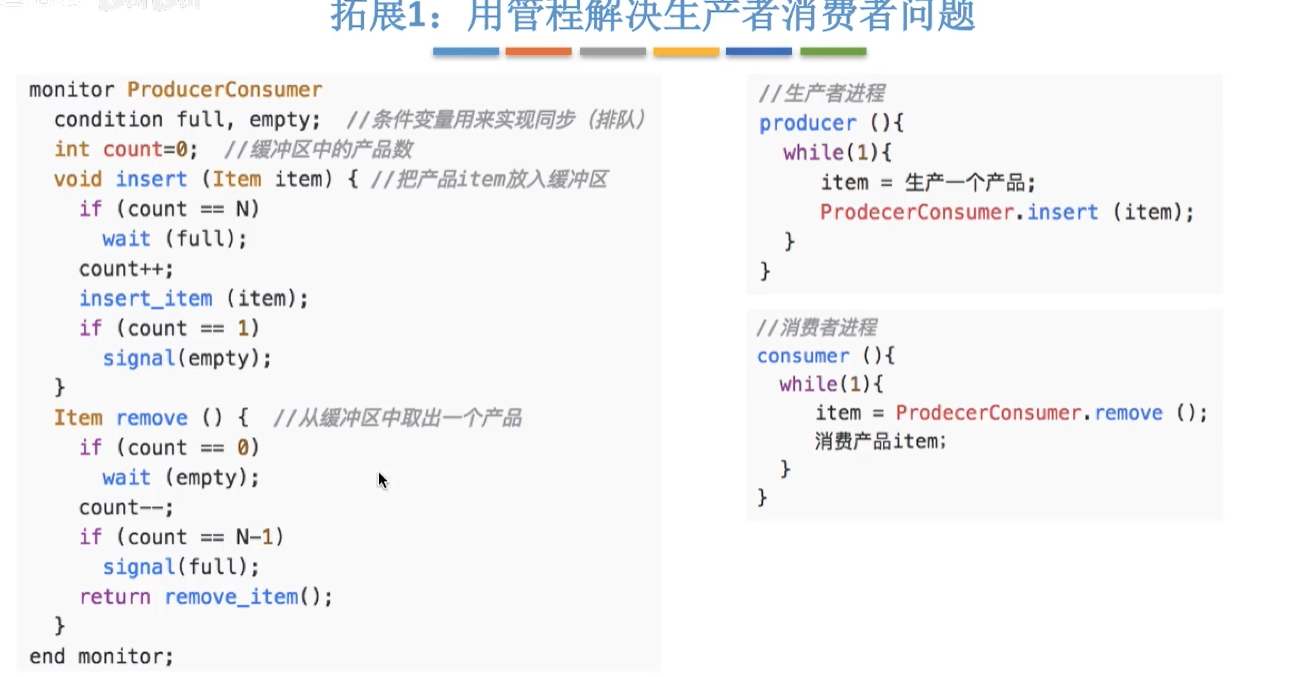 拓展1：用管程解决生产者消费者问题
monitor ProducerConsumer
condition full, empty; //条件变量用来实现同步（排队）
int count=0; //缓冲区中的产品数
void insert (Item item) { //把产品item放入缓冲区
if (count == N)
wait (full);
count++;
insert_item (item);
if (count == 1)
signal(empty);
}
Item remove () { //从缓冲区中取出一个产品
if (count == 0)
wait (empty);
count--;
if (count == N-1)
signal(full);
return remove_item();
}
end monitor;
//生产者进程
producer (){
while(1){
item = 生产一个产品;
ProdecerConsumer.insert (item);
}
}
//消费者进程
consumer (){
while(1){
item = ProdecerConsumer.remove ();
消费产品item;
}
}